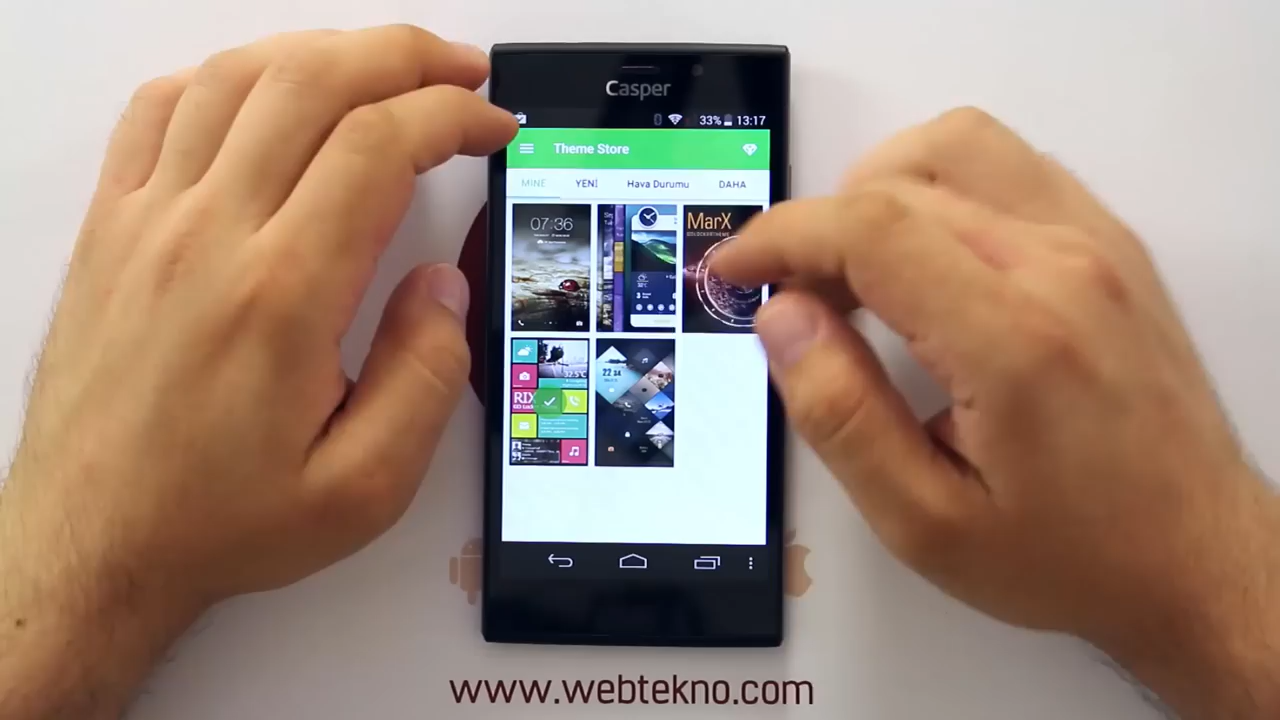 Casper
33% 13:17
Theme Store
MINE YENİ Hava Durumu DAHA
07:36
MarX
RIX
22 34
www.webtekno.com